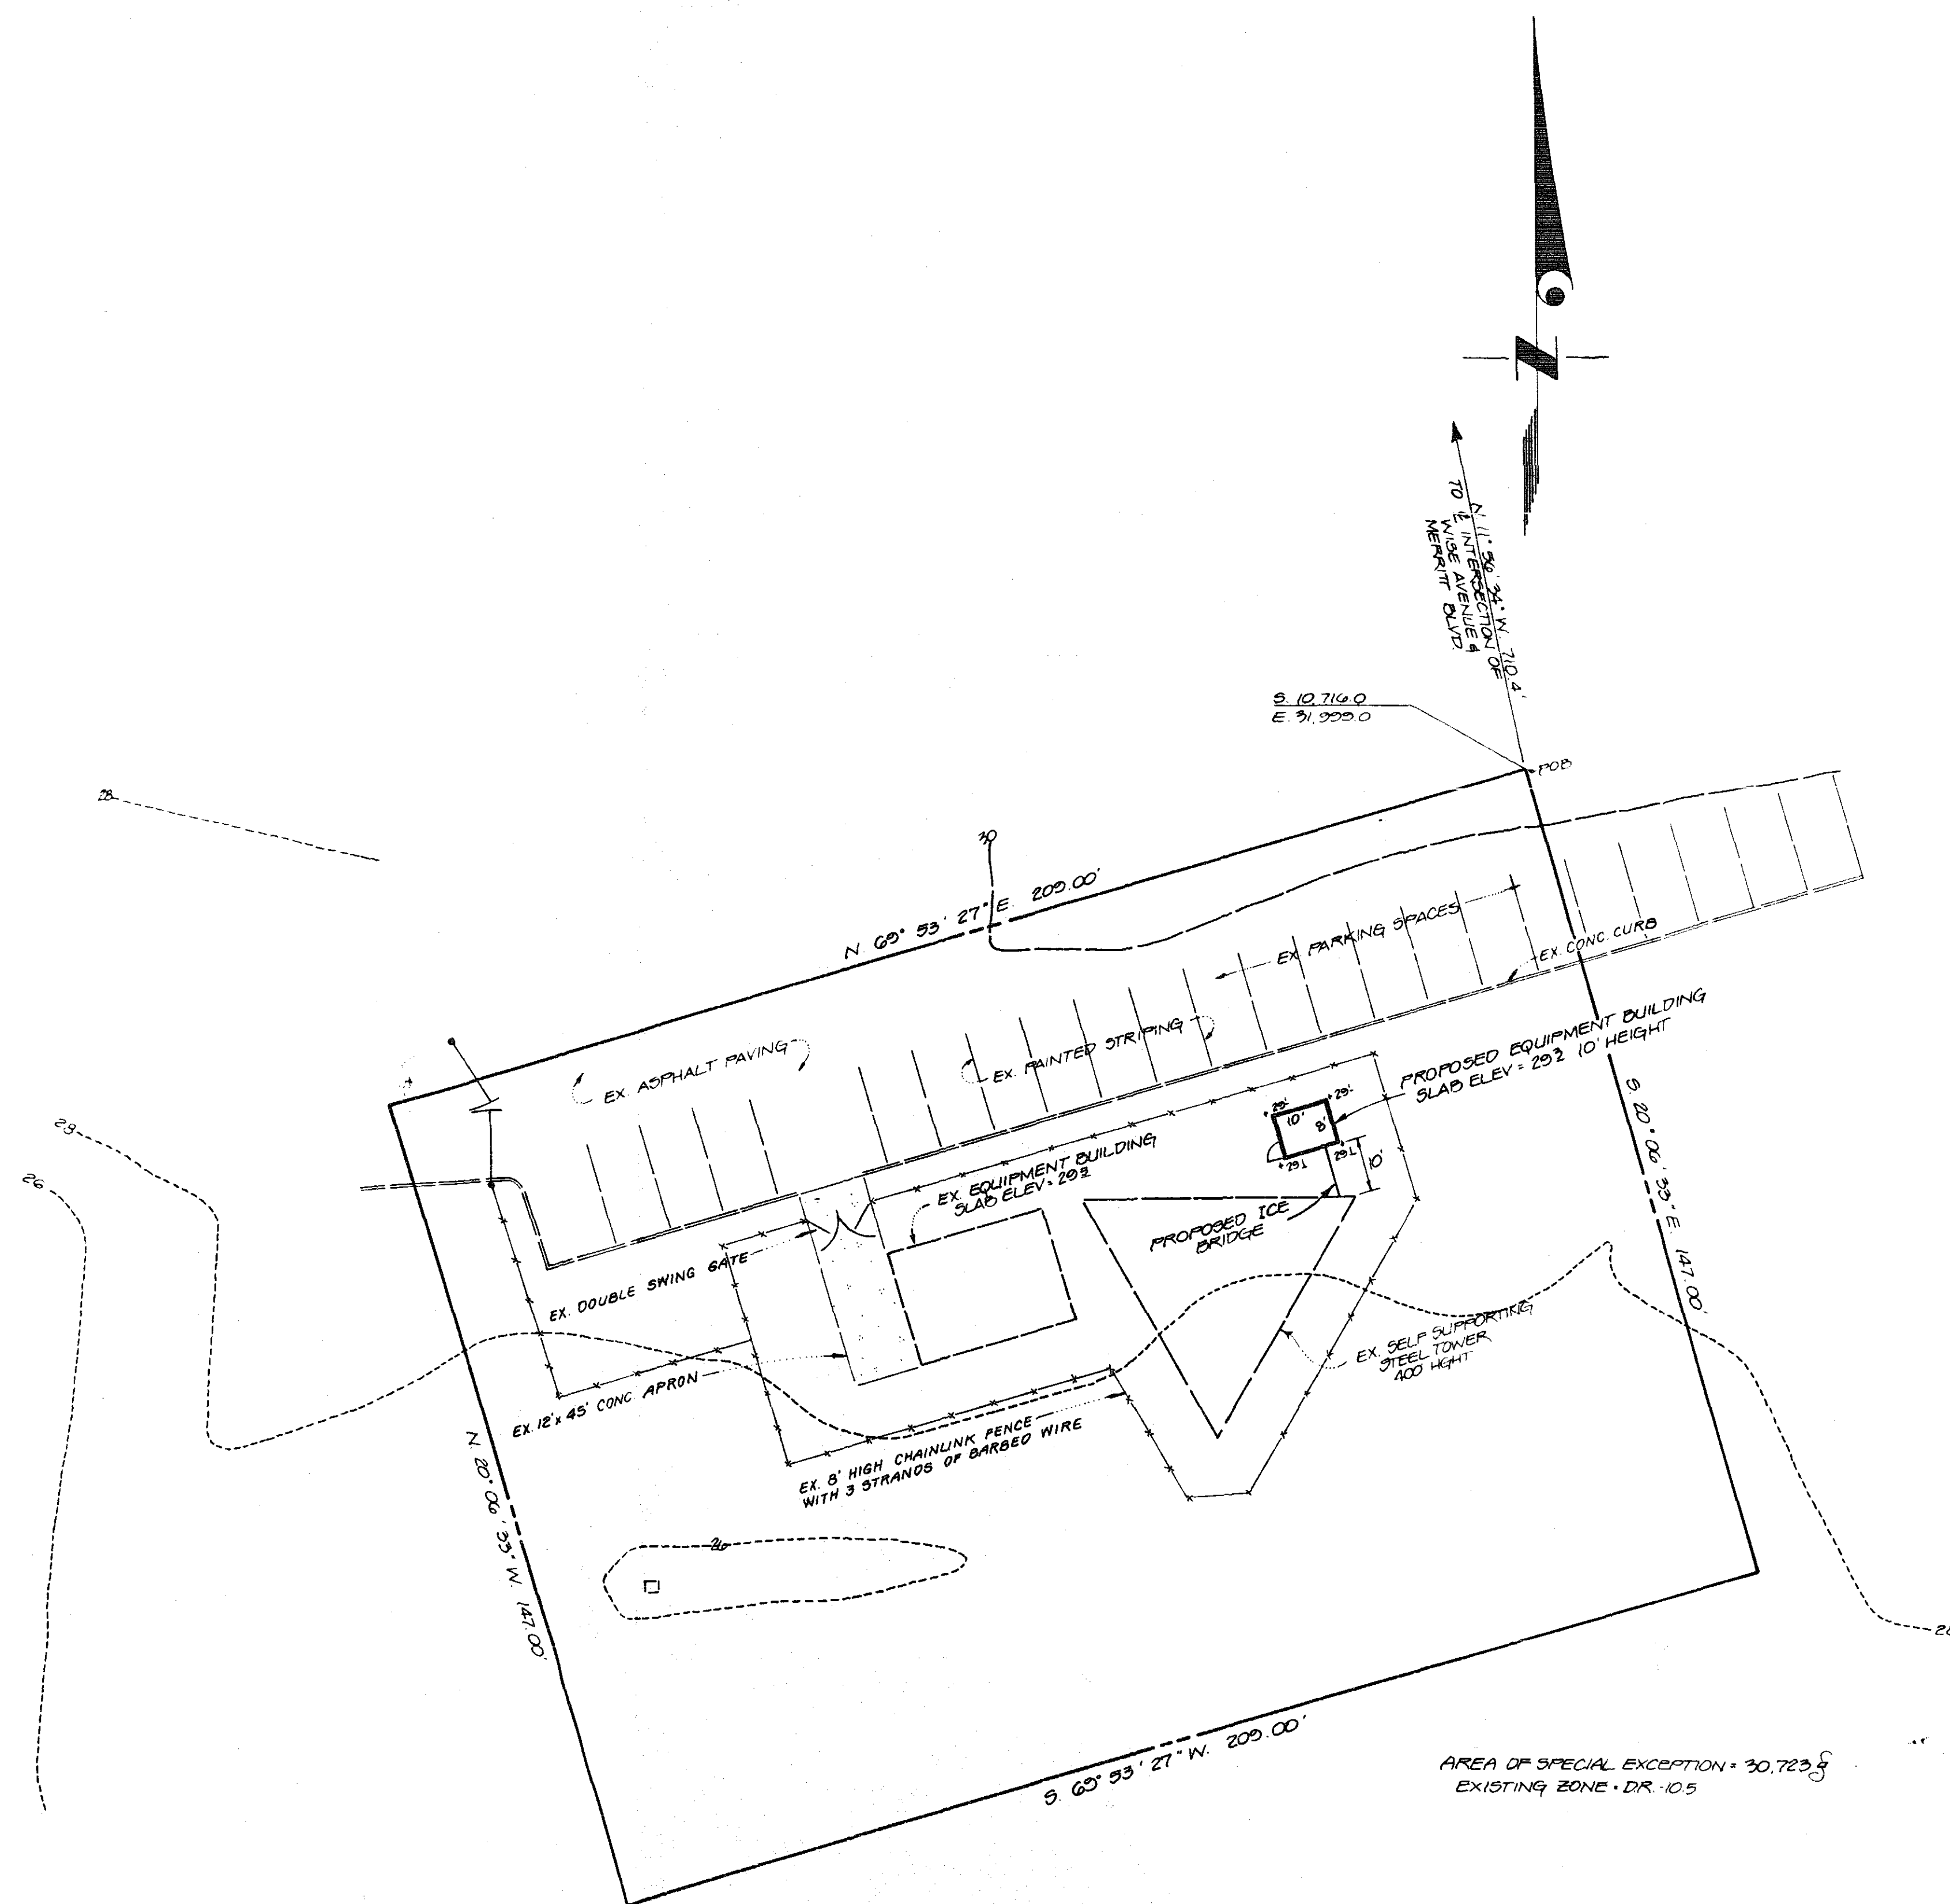 N
N. 11° 56' 34" W. 710.4'
TO ℄ INTERSECTION OF
WISE AVENUE &
MERRITT BLVD.
S. 10,716.0
E. 31,999.0
POB
28
30
N. 69° 53' 27" E. 209.00'
EX. PARKING SPACES
EX. CONC. CURB
EX. ASPHALT PAVING
EX. PAINTED STRIPING
PROPOSED EQUIPMENT BUILDING
SLAB ELEV = 29± 10' HEIGHT
10'
8'
10'
28
26
EX. EQUIPMENT BUILDING
SLAB ELEV = 29
PROPOSED ICE
BRIDGE
EX. DOUBLE SWING GATE
EX. 12' x 45' CONC. APRON
EX. SELF SUPPORTING
STEEL TOWER
400' HGHT
EX. 8' HIGH CHAINLINK FENCE
WITH 3 STRANDS OF BARBED WIRE
S. 20° 06' 33" E. 147.00'
N. 20° 06' 33" W. 147.00'
26
S. 69° 53' 27" W. 209.00'
AREA OF SPECIAL EXCEPTION = 30,723
EXISTING ZONE = D.R.-10.5